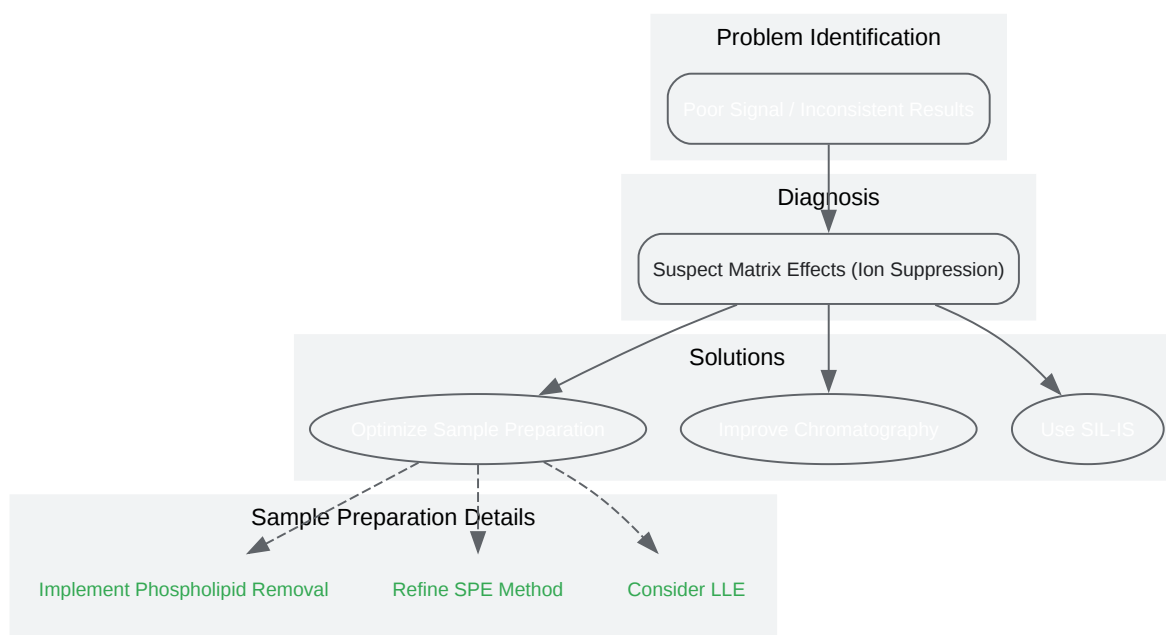 Problem Identification
Poor Signal / Inconsistent Results
Diagnosis
Suspect Matrix Effects (Ion Suppression)
Solutions
Optimize Sample Preparation
Improve Chromatography
Use SIL-IS
Sample Preparation Details
Implement Phospholipid Removal
Refine SPE Method
Consider LLE